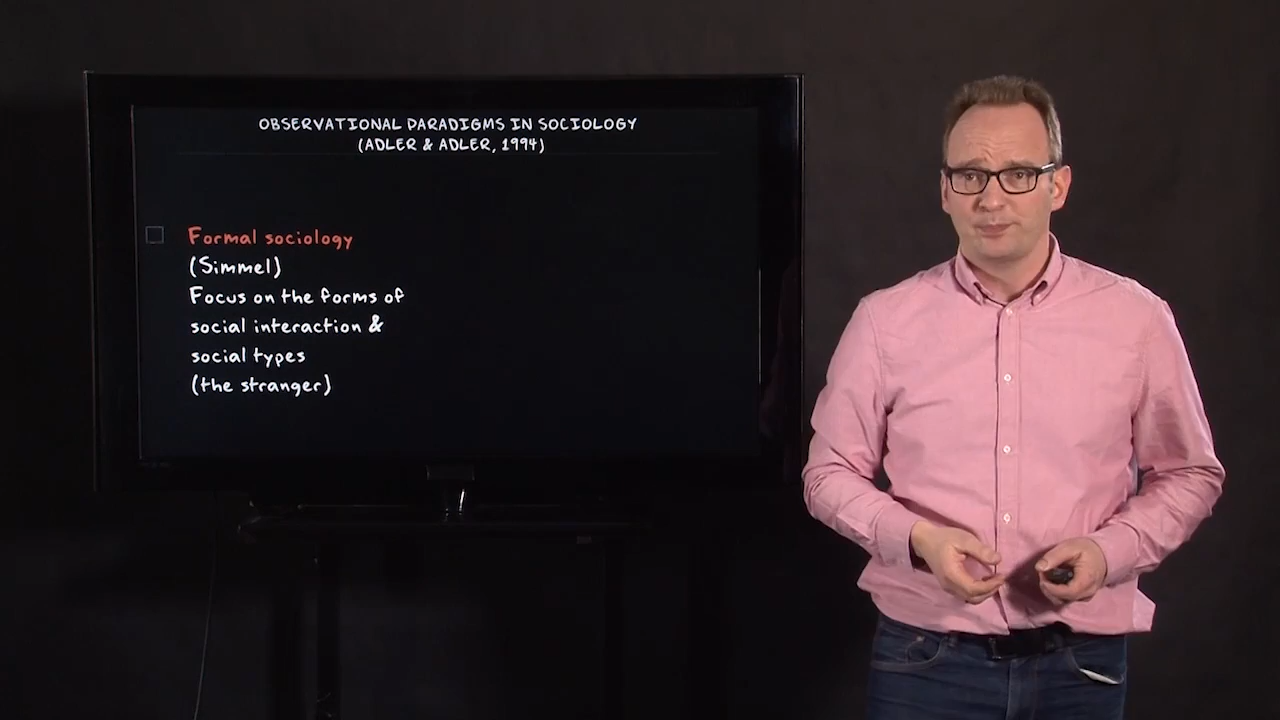 OBSERVATIONAL PARADIGMS IN SOCIOLOGY
(ADLER & ADLER, 1994)
Formal sociology
(Simmel)
Focus on the forms of
social interaction &
social types
(the stranger)